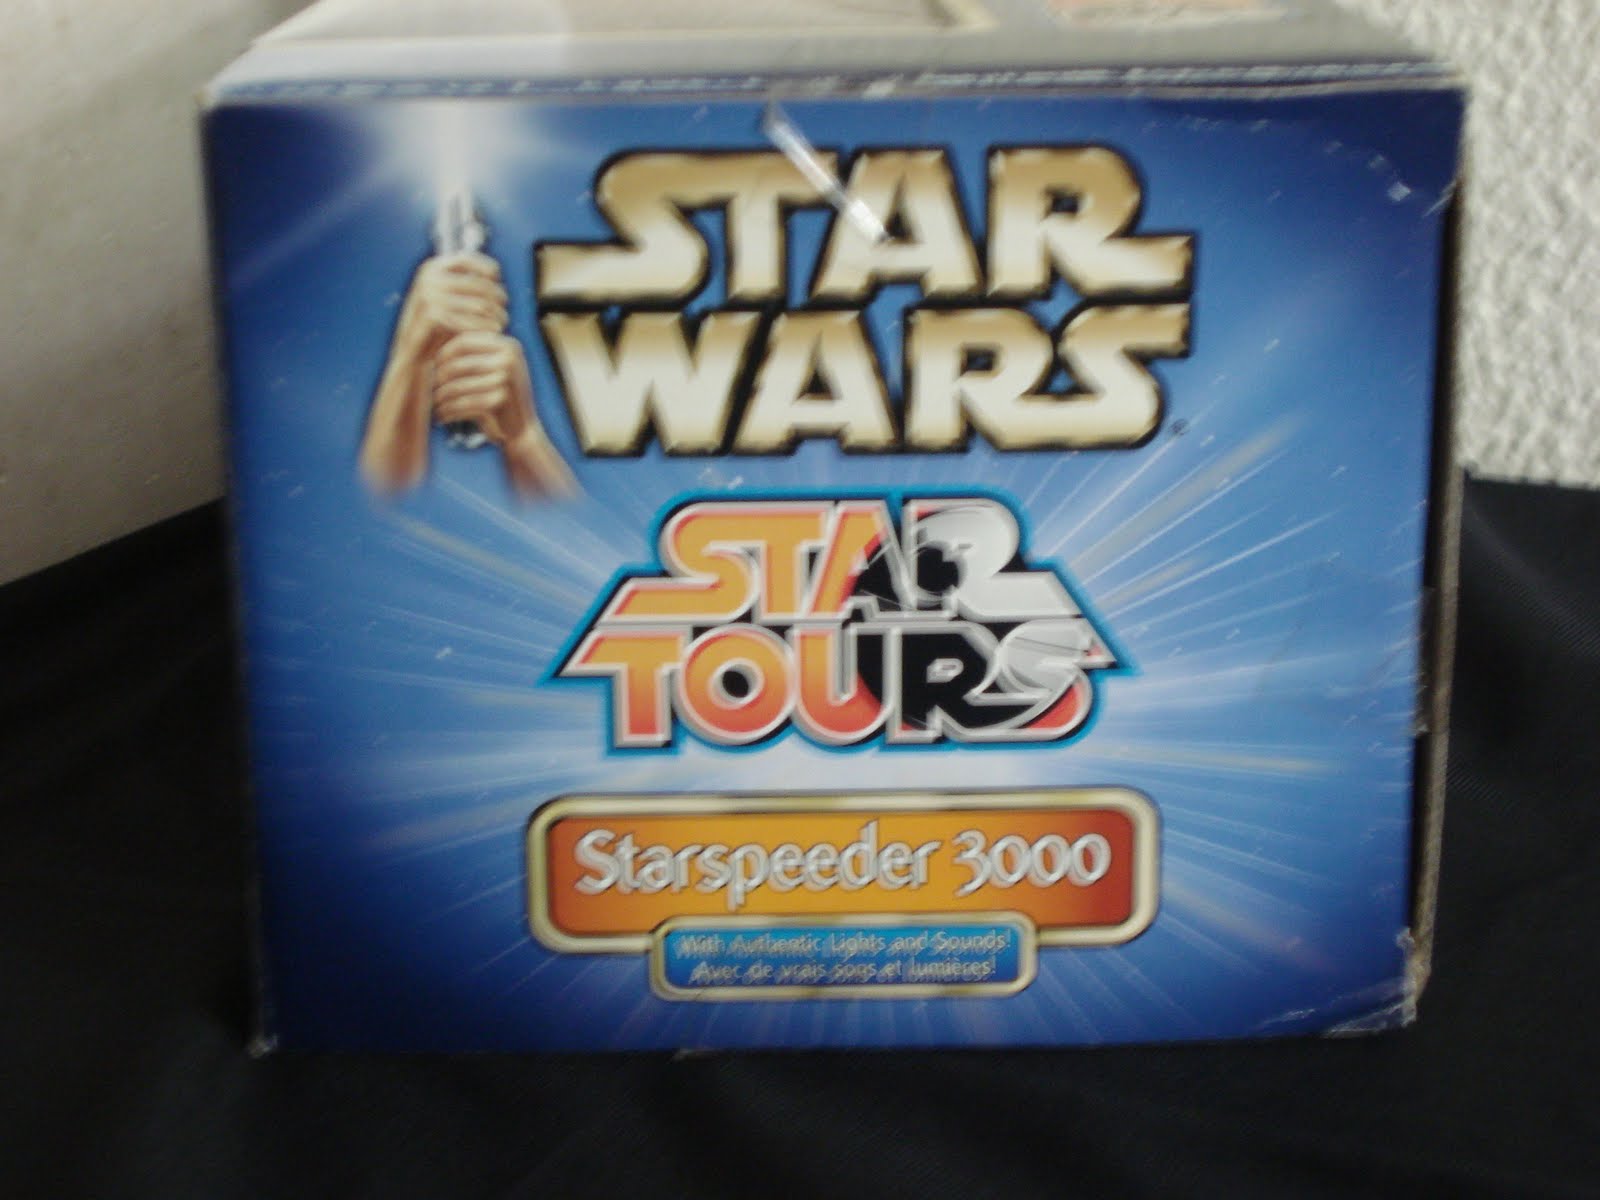 STAR
WARS
STAR
TOURS
Starspeeder 3000
With Authentic Lights and Sounds!
Avec de vrais sons et lumières!